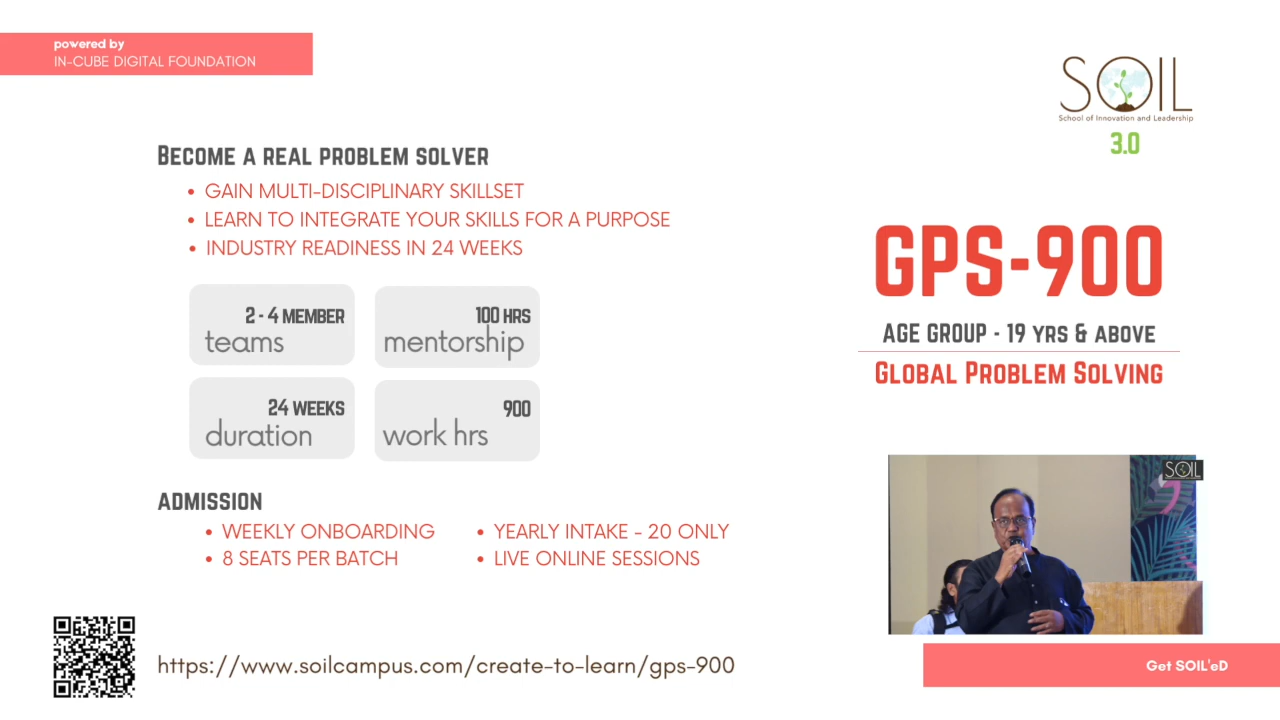 powered by
IN-CUBE DIGITAL FOUNDATION
SOIL
School of Innovation and Leadership
3.0
BECOME A REAL PROBLEM SOLVER
• GAIN MULTI-DISCIPLINARY SKILLSET
• LEARN TO INTEGRATE YOUR SKILLS FOR A PURPOSE
• INDUSTRY READINESS IN 24 WEEKS
2 - 4 MEMBER
teams
100 HRS
mentorship
24 WEEKS
duration
900
work hrs
GPS-900
AGE GROUP - 19 YRS & ABOVE
GLOBAL PROBLEM SOLVING
ADMISSION
• WEEKLY ONBOARDING
• 8 SEATS PER BATCH
• YEARLY INTAKE - 20 ONLY
• LIVE ONLINE SESSIONS
SOIL
https://www.soilcampus.com/create-to-learn/gps-900
Get SOIL'eD